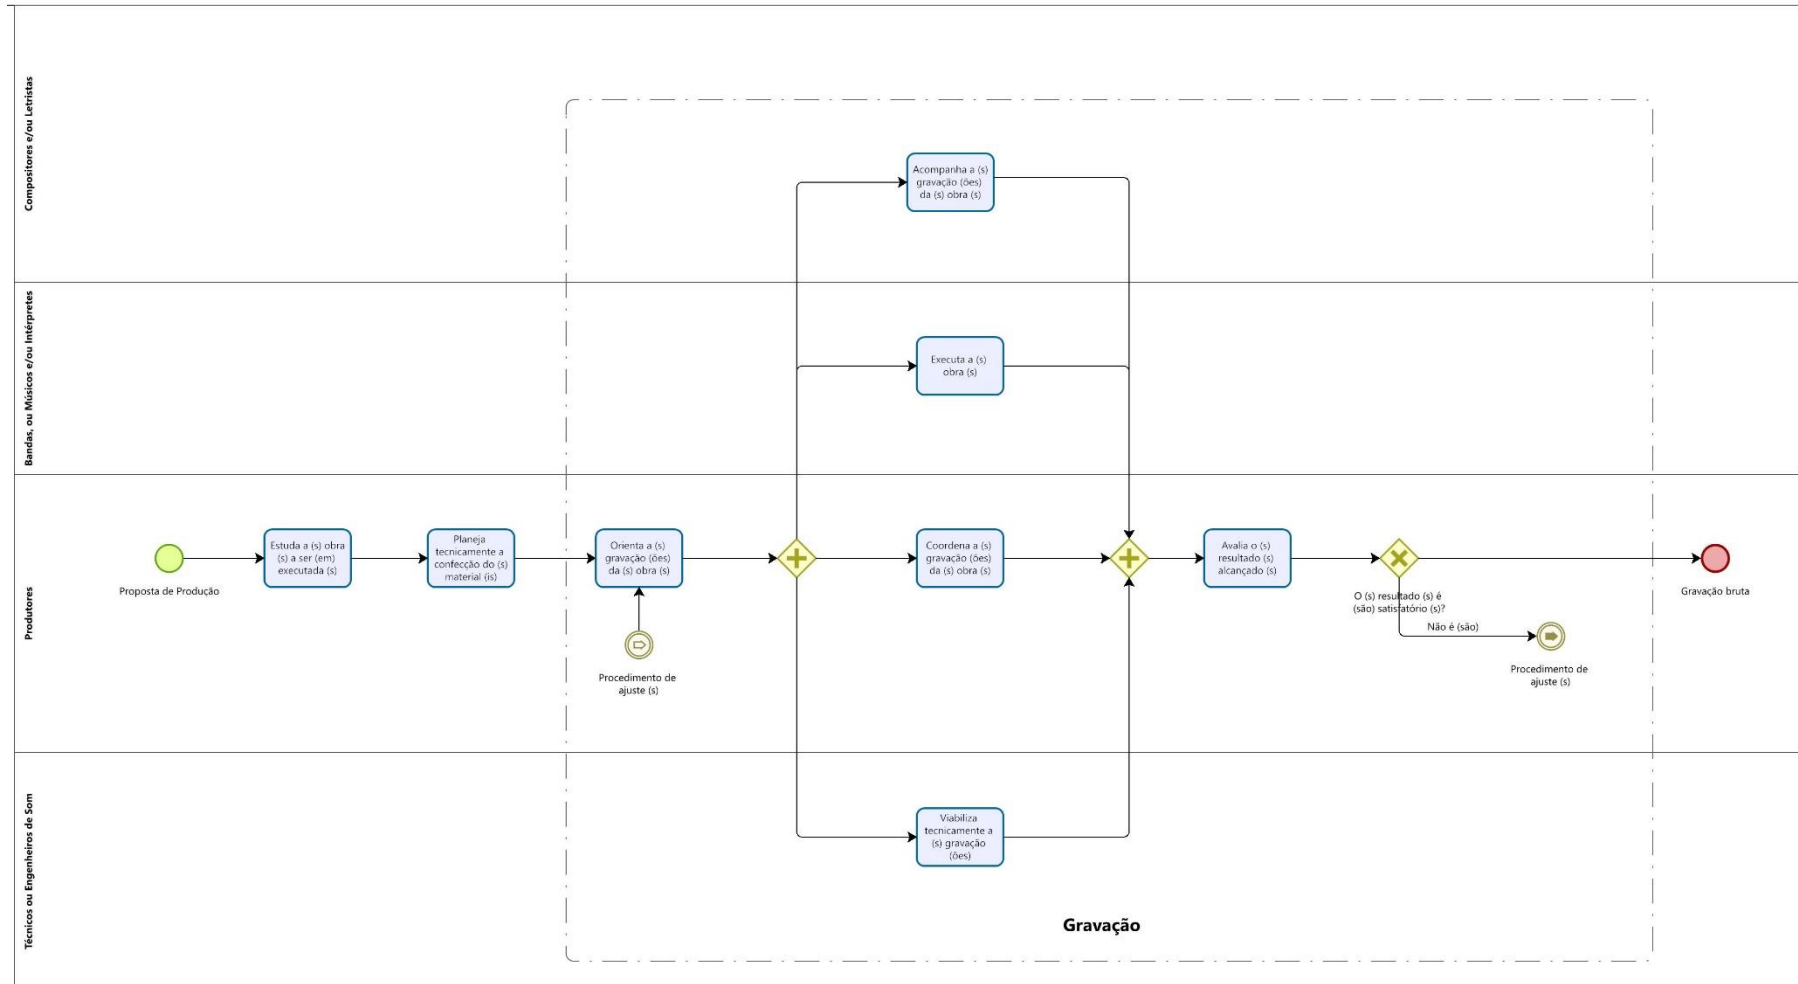 Compositores e/ou Letristas
Acompanha a (s)
gravação (ões)
da (s) obra (s)
Bandas, ou Músicos e/ou Intérpretes
Executa a (s)
obra (s)
Produtores
Proposta de Produção
Estuda a (s) obra
(s) a ser (em)
executada (s)
Planeja
tecnicamente a
confecção do (s)
material (is)
Orienta a (s)
gravação (ões)
da (s) obra (s)
Procedimento de
ajuste (s)
Coordena a (s)
gravação (ões)
da (s) obra (s)
Avalia o (s)
resultado (s)
alcançado (s)
O (s) resultado (s) é
(são) satisfatório (s)?
Não é (são)
Procedimento de
ajuste (s)
Gravação bruta
Técnicos ou Engenheiros de Som
Viabiliza
tecnicamente a
(s) gravação
(ões)
Gravação